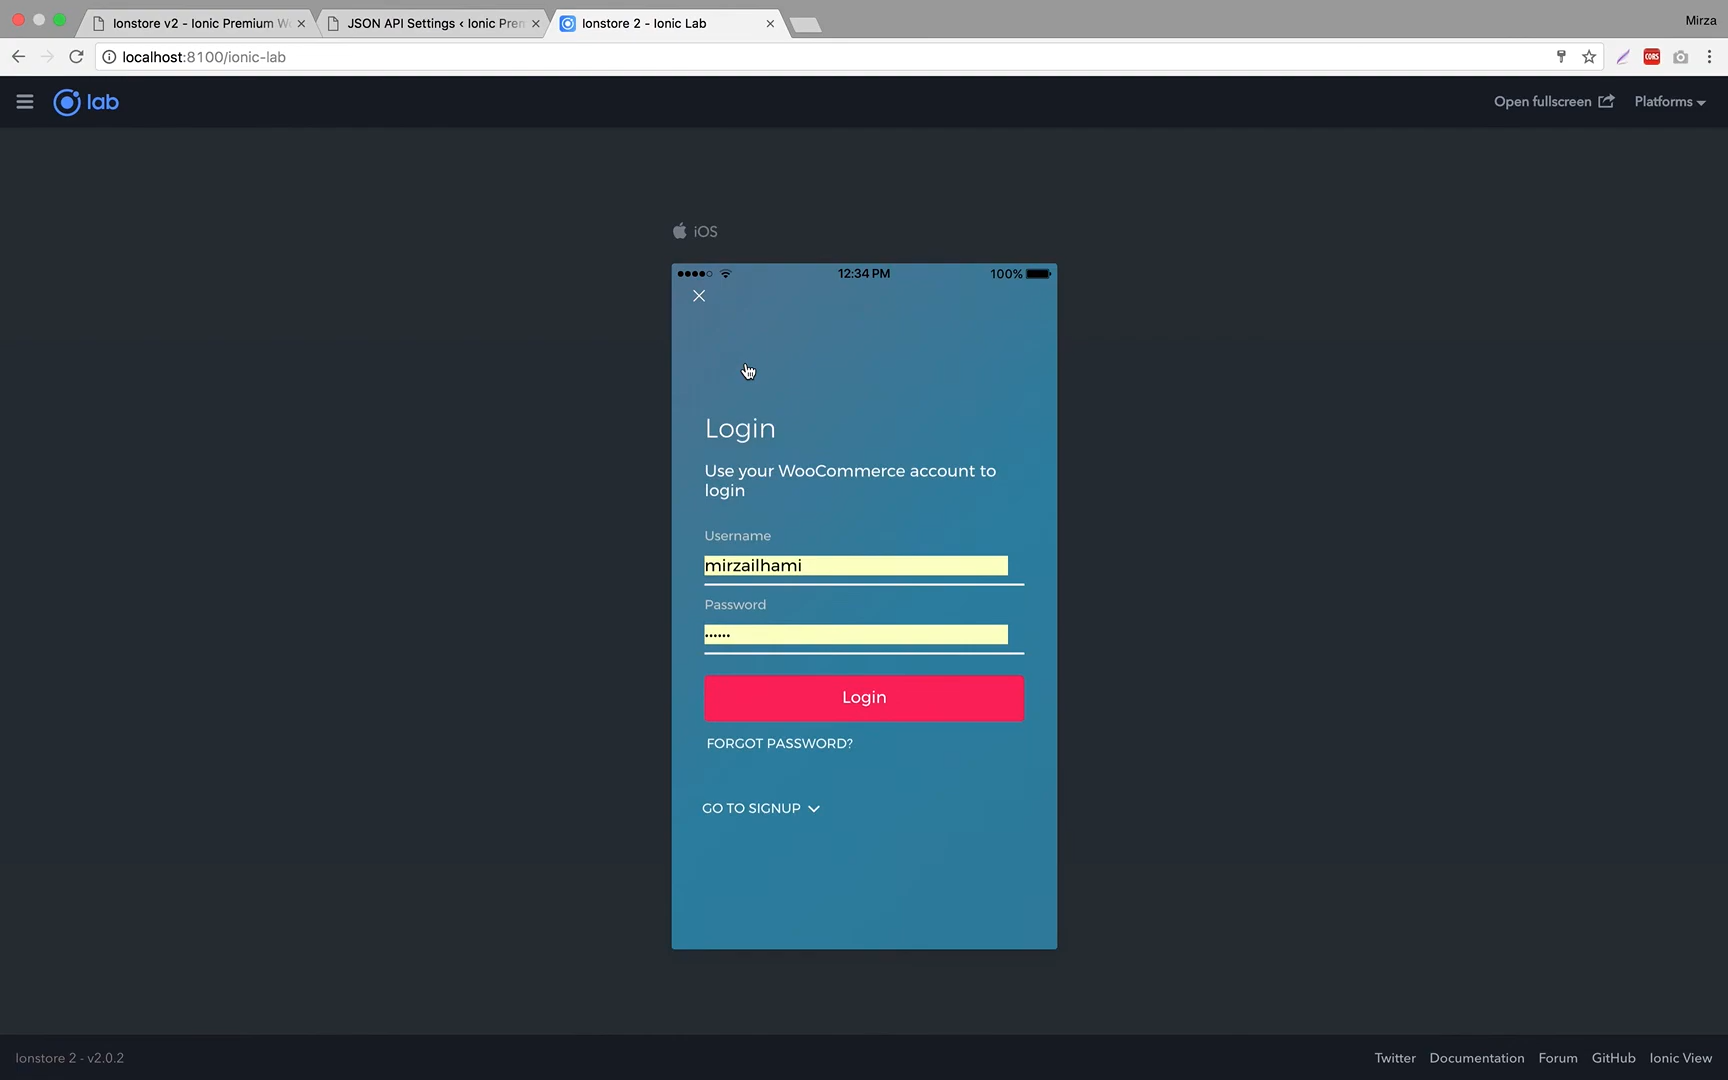 Ionstore v2 - Ionic Premium W
JSON API Settings ‹ Ionic Prem
Ionstore 2 - Ionic Lab
Mirza
localhost:8100/ionic-lab
CORS
lab
Open fullscreen
Platforms
iOS
12:34 PM
100%
Login
Use your WooCommerce account to
login
Username
mirzailhami
Password
••••••
Login
FORGOT PASSWORD?
GO TO SIGNUP
Ionstore 2 - v2.0.2
Twitter
Documentation
Forum
GitHub
Ionic View